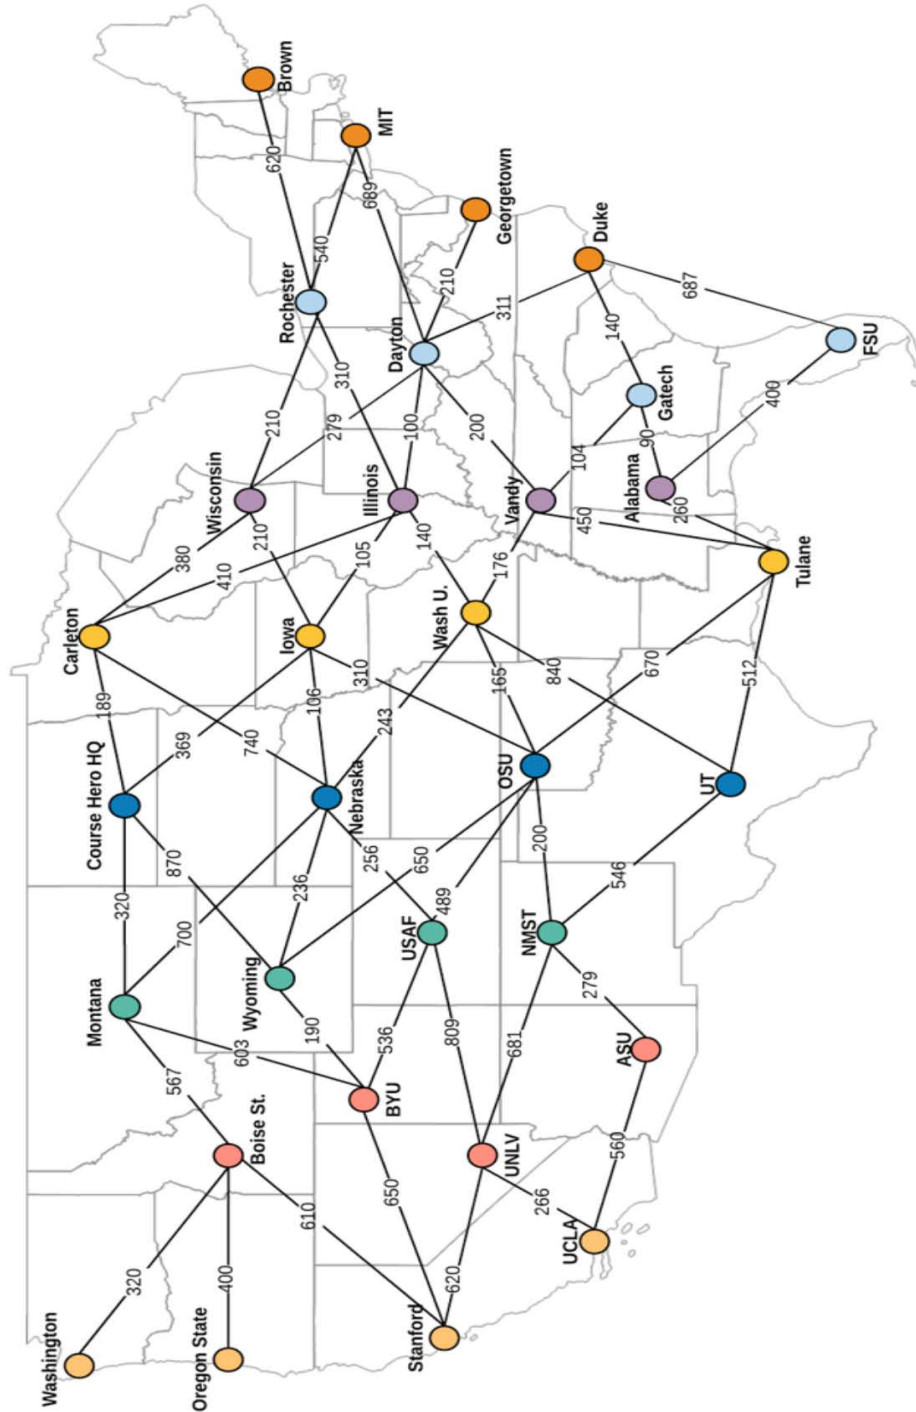 Brown
620
MIT
689
540
Rochester
Georgetown
210
Duke
311
687
140
Dayton
310
210
279
100
200
Gatech
FSU
400
90
104
Wisconsin
Illinois
Vandy
Alabama
260
450
380
210
410
105
140
176
Tulane
Carleton
Iowa
Wash U.
189
369
740
106
310
243
165
840
670
512
Course Hero HQ
Nebraska
OSU
UT
320
870
700
236
256
650
489
200
546
Montana
Wyoming
USAF
NMST
279
567
603
190
536
809
681
ASU
Boise St.
BYU
UNLV
560
320
400
610
650
620
266
UCLA
Washington
Oregon State
Stanford